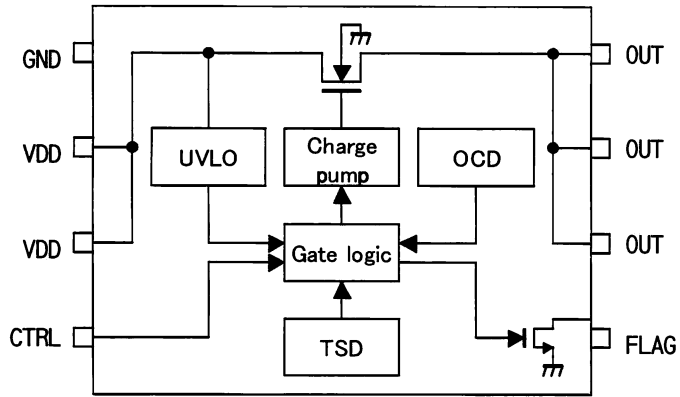 GND
OUT
VDD
UVLO
Charge
pump
OCD
OUT
VDD
Gate logic
OUT
CTRL
TSD
FLAG